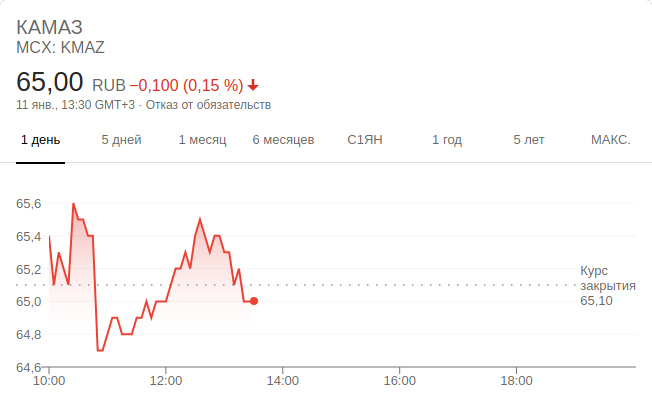 КАМАЗ
MCX: KMAZ
65,00 RUB −0,100 (0,15 %)
11 янв., 13:30 GMT+3 · Отказ от обязательств
1 день 5 дней 1 месяц 6 месяцев С1ЯН 1 год 5 лет МАКС.
65,6
65,4
65,2
65,0
64,8
64,6
Курс
закрытия
65,10
10:00 12:00 14:00 16:00 18:00